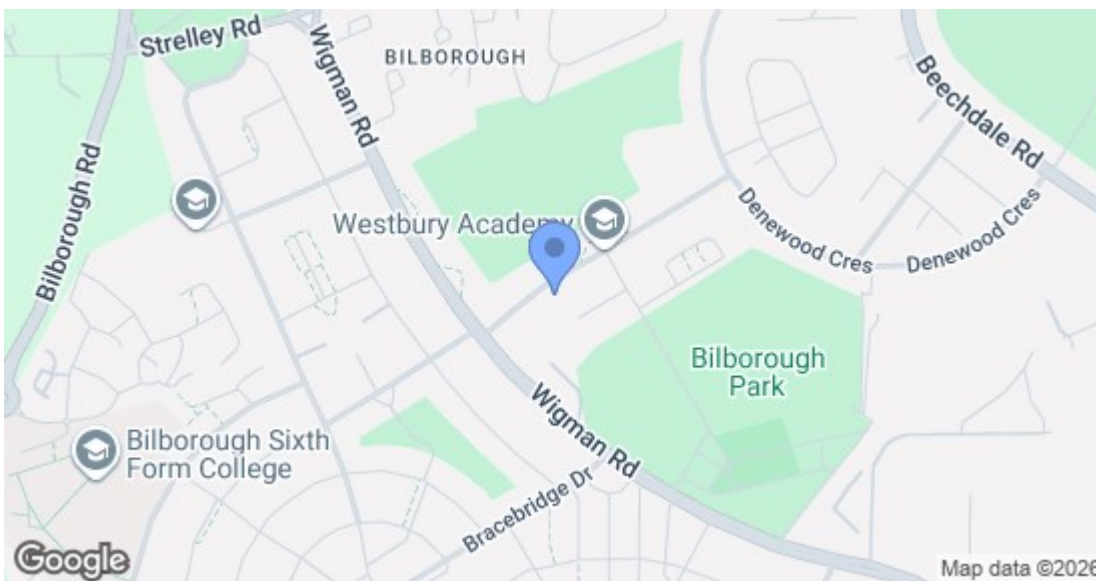 Strelley Rd
Wigman Rd
BILBOROUGH
Beechdale Rd
Bilborough Rd
Westbury Academy
Denewood Cres
Denewood Cres
Bilborough
Park
Wigman Rd
Bilborough Sixth
Form College
Bracebridge Dr
Google
Map data ©2026